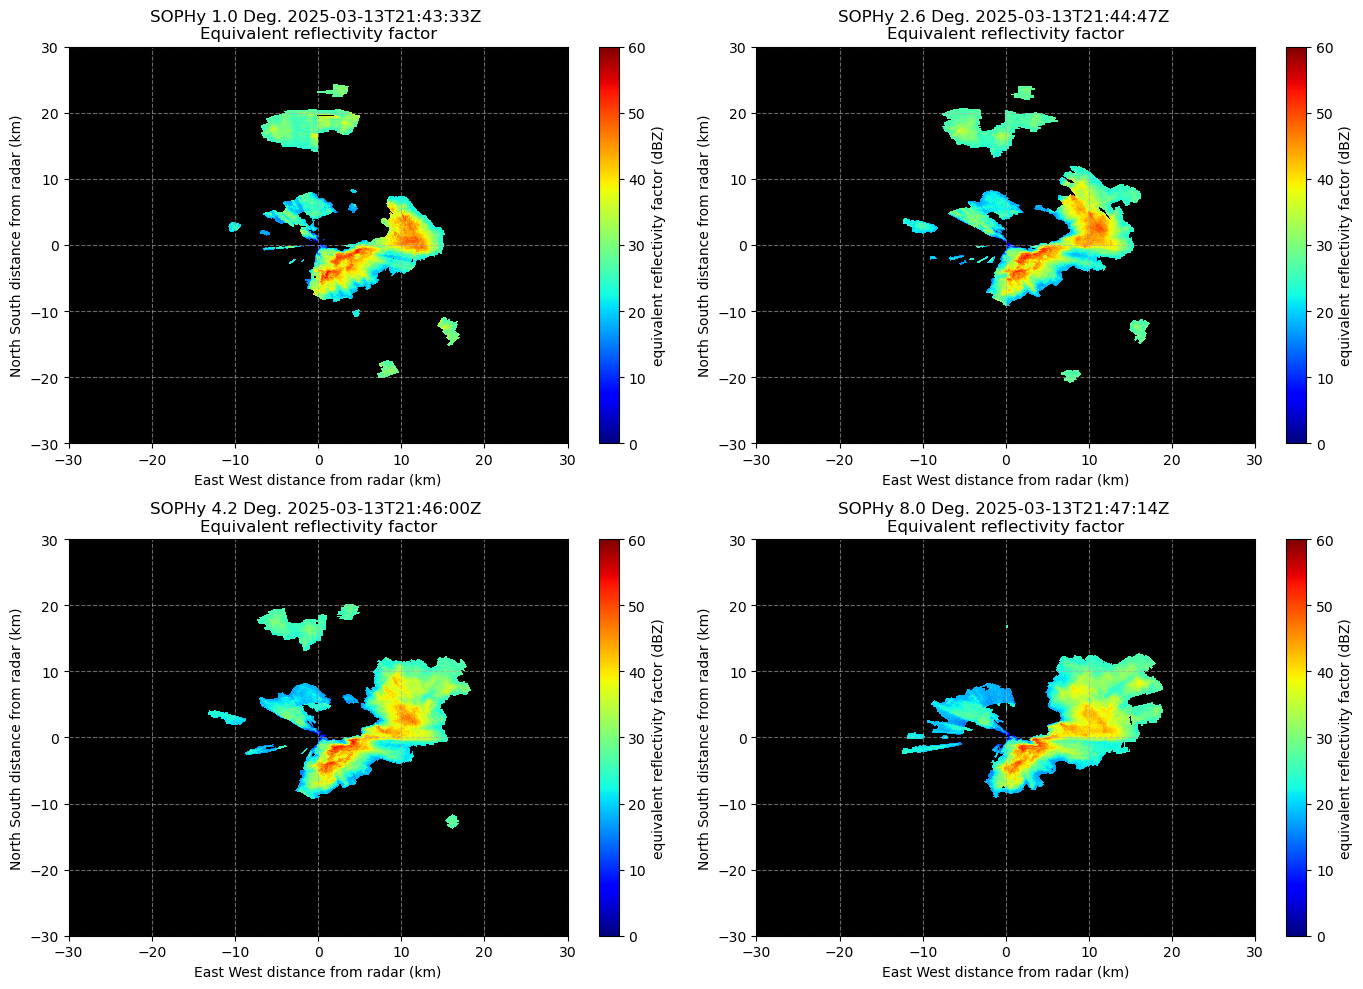 SOPHy 1.0 Deg. 2025-03-13T21:43:33Z
Equivalent reflectivity factor
30
20
10
0
−10
−20
−30
−30 −20 −10 0 10 20 30
North South distance from radar (km)
East West distance from radar (km)
60
50
40
30
20
10
0
equivalent reflectivity factor (dBZ)
SOPHy 2.6 Deg. 2025-03-13T21:44:47Z
Equivalent reflectivity factor
30
20
10
0
−10
−20
−30
−30 −20 −10 0 10 20 30
North South distance from radar (km)
East West distance from radar (km)
60
50
40
30
20
10
0
equivalent reflectivity factor (dBZ)
SOPHy 4.2 Deg. 2025-03-13T21:46:00Z
Equivalent reflectivity factor
30
20
10
0
−10
−20
−30
−30 −20 −10 0 10 20 30
North South distance from radar (km)
East West distance from radar (km)
60
50
40
30
20
10
0
equivalent reflectivity factor (dBZ)
SOPHy 8.0 Deg. 2025-03-13T21:47:14Z
Equivalent reflectivity factor
30
20
10
0
−10
−20
−30
−30 −20 −10 0 10 20 30
North South distance from radar (km)
East West distance from radar (km)
60
50
40
30
20
10
0
equivalent reflectivity factor (dBZ)